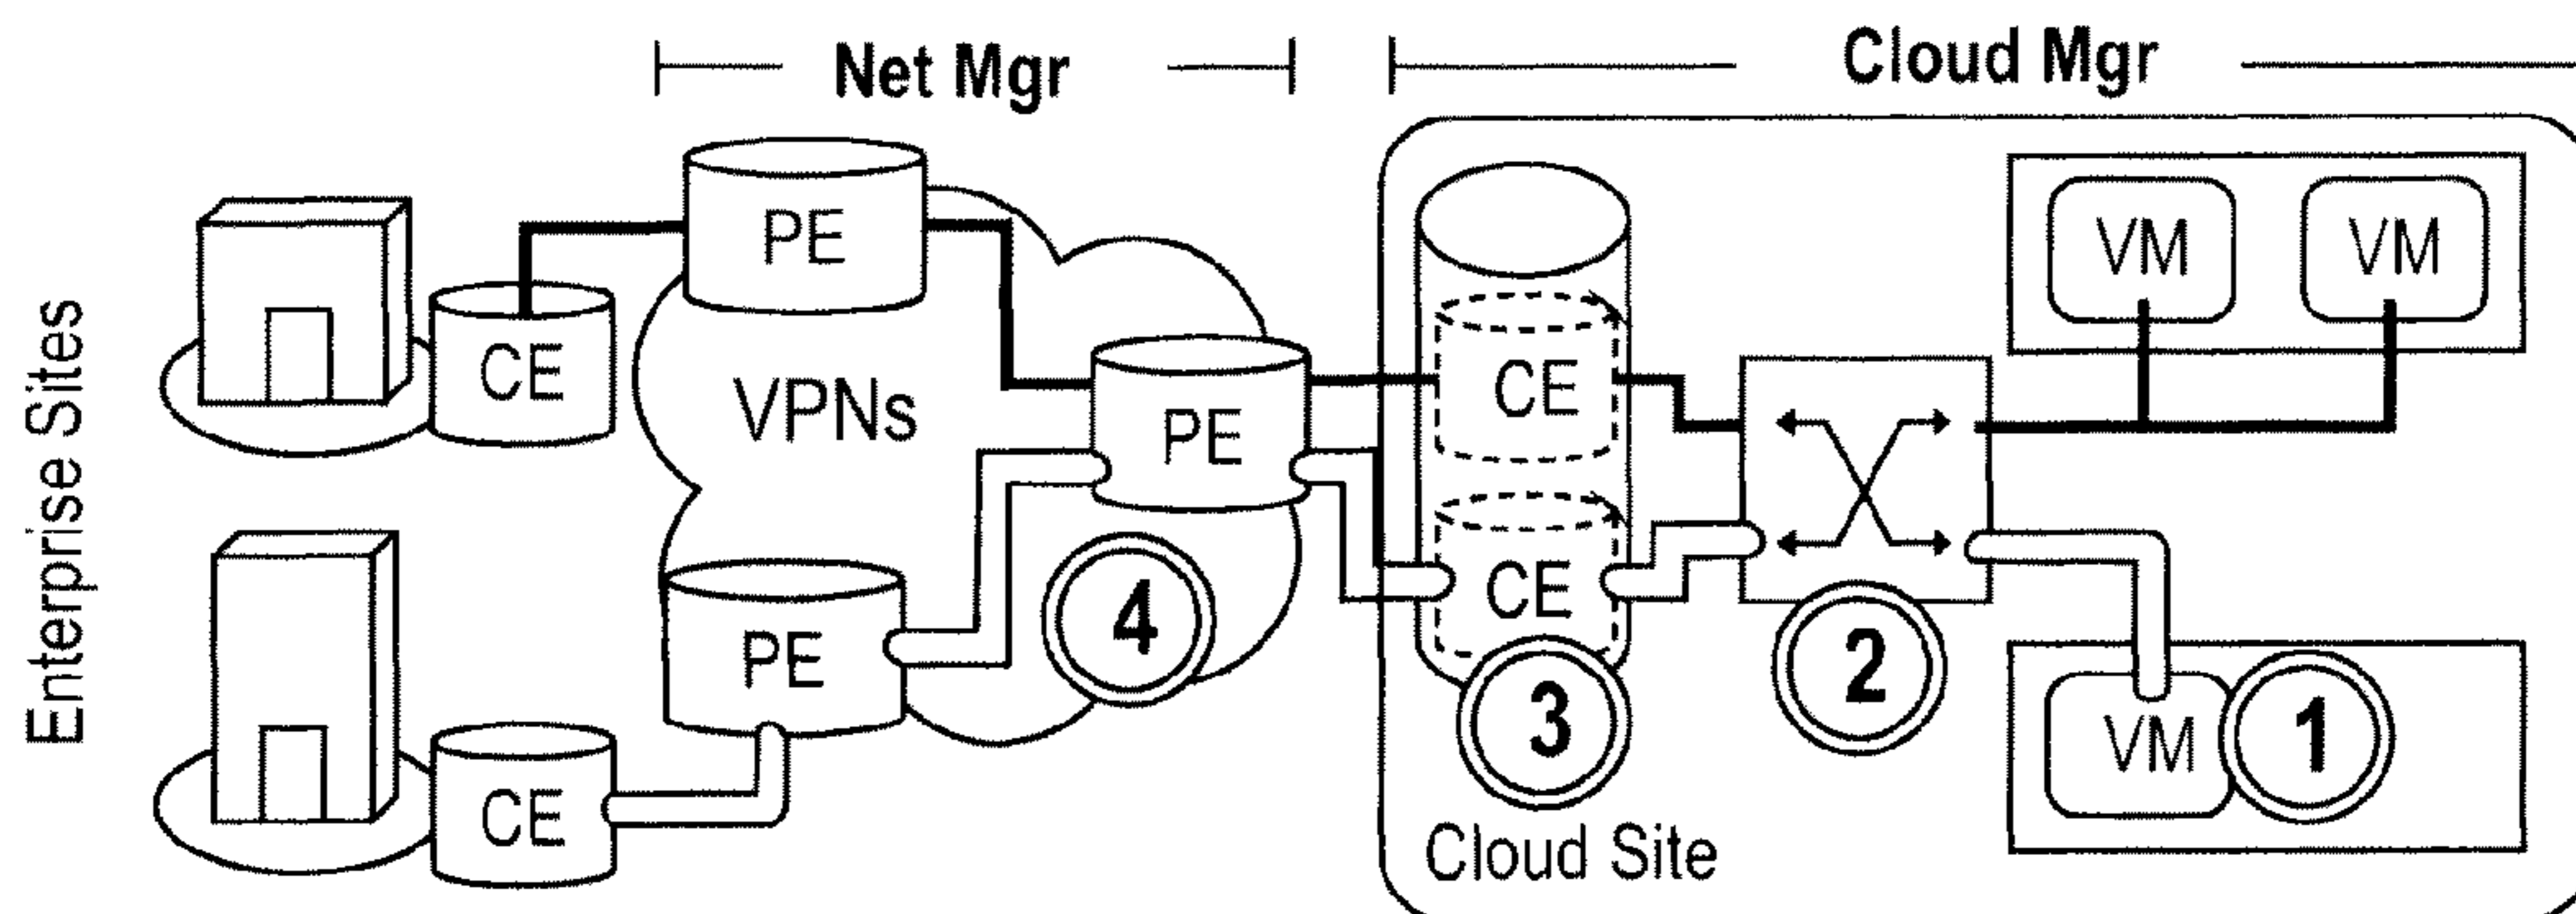 Net Mgr
Cloud Mgr
Enterprise Sites
PE
VM VM
CE
VPNs
CE
PE
4
CE
2
PE
3
VM
1
CE
Cloud Site